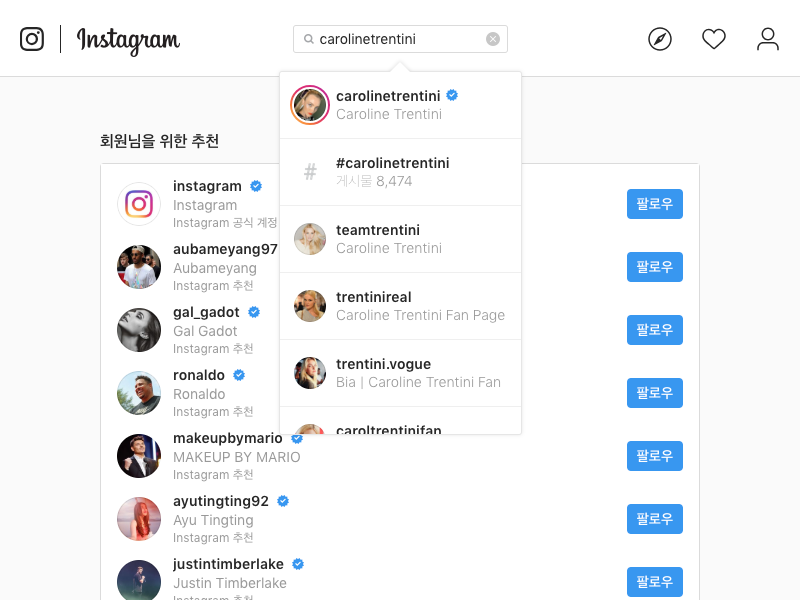 Instagram
carolinetrentini
carolinetrentini
Caroline Trentini
#
#carolinetrentini
게시물 8,474
teamtrentini
Caroline Trentini
trentinireal
Caroline Trentini Fan Page
trentini.vogue
Bia | Caroline Trentini Fan
caroltrentinifan
회원님을 위한 추천
instagram
Instagram
Instagram 공식 계정
팔로우
aubameyang97
Aubameyang
Instagram 추천
팔로우
gal_gadot
Gal Gadot
Instagram 추천
팔로우
ronaldo
Ronaldo
Instagram 추천
팔로우
makeupbymario
MAKEUP BY MARIO
Instagram 추천
팔로우
ayutingting92
Ayu Tingting
Instagram 추천
팔로우
justintimberlake
Justin Timberlake
Instagram 추천
팔로우